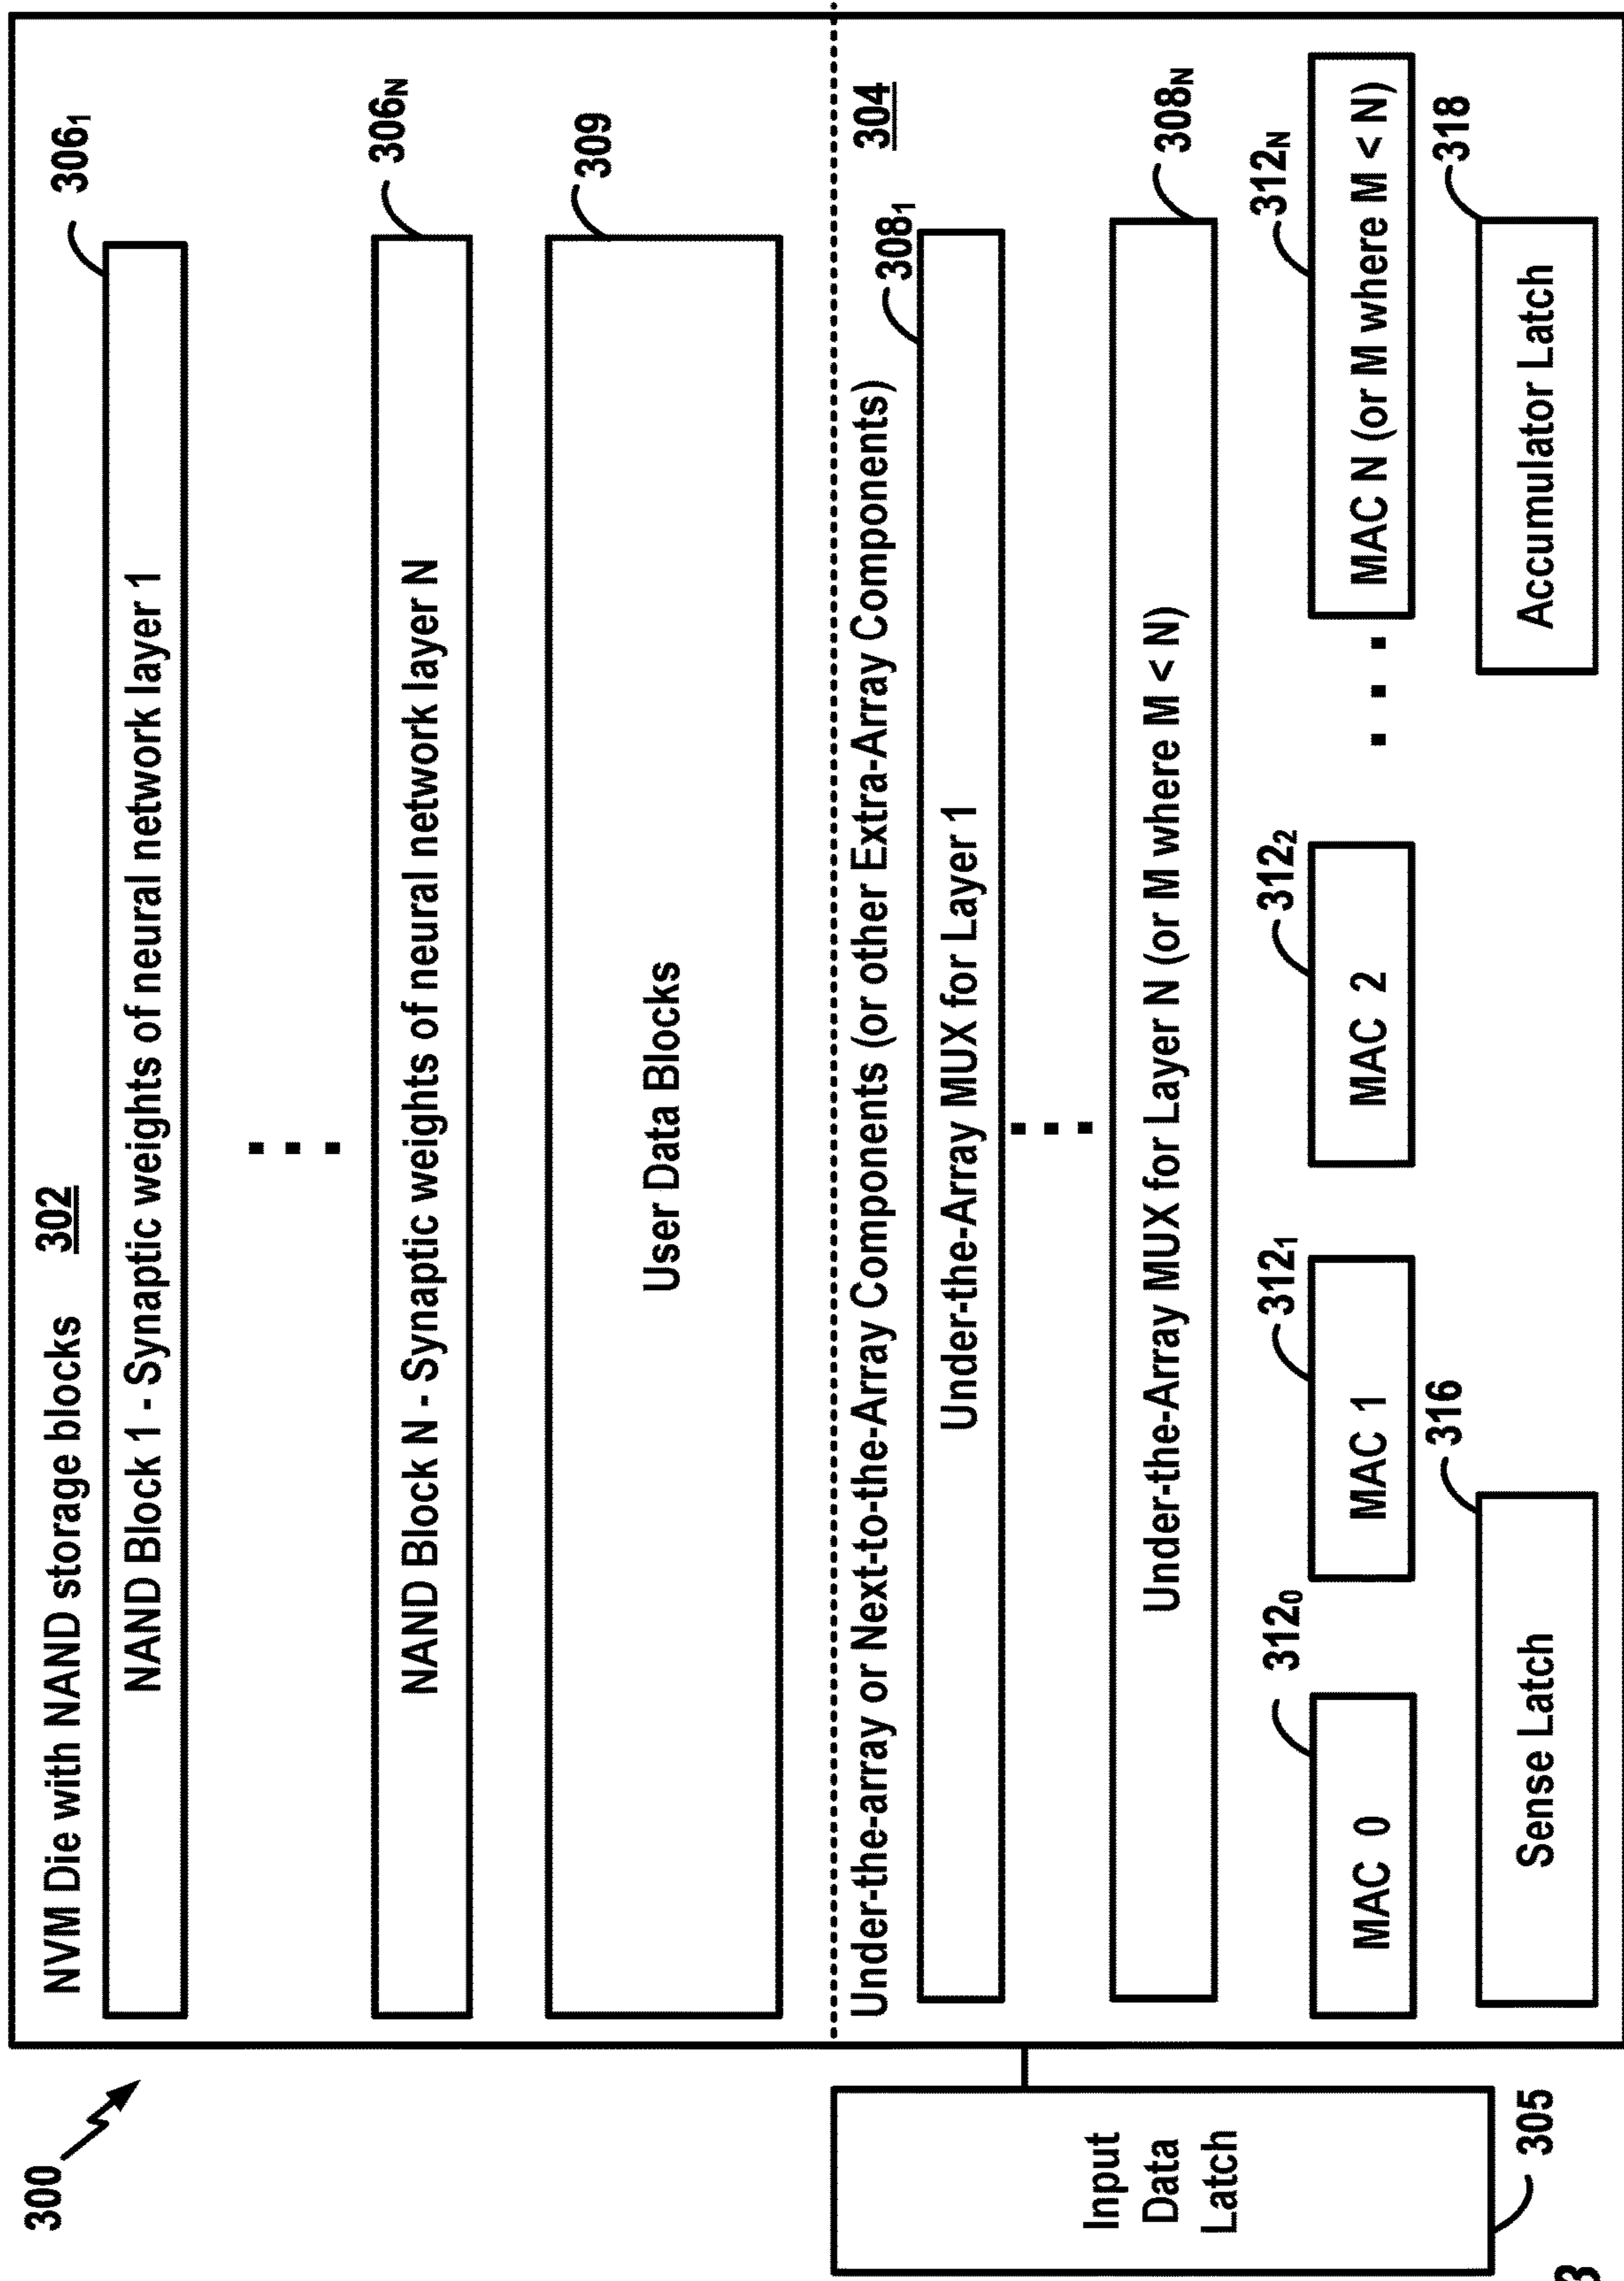 300
NVM Die with NAND storage blocks 302
306₁
NAND Block 1 - Synaptic weights of neural network layer 1
306N
NAND Block N - Synaptic weights of neural network layer N
309
User Data Blocks
304
Under-the-array or Next-to-the-Array Components (or other Extra-Array Components)
308₁
Under-the-Array MUX for Layer 1
308N
Under-the-Array MUX for Layer N (or M where M < N)
312₀
312₁
312₂
312N
MAC 0
MAC 1
MAC 2
MAC N (or M where M < N)
316
318
Sense Latch
Accumulator Latch
Input
Data
Latch
305
3